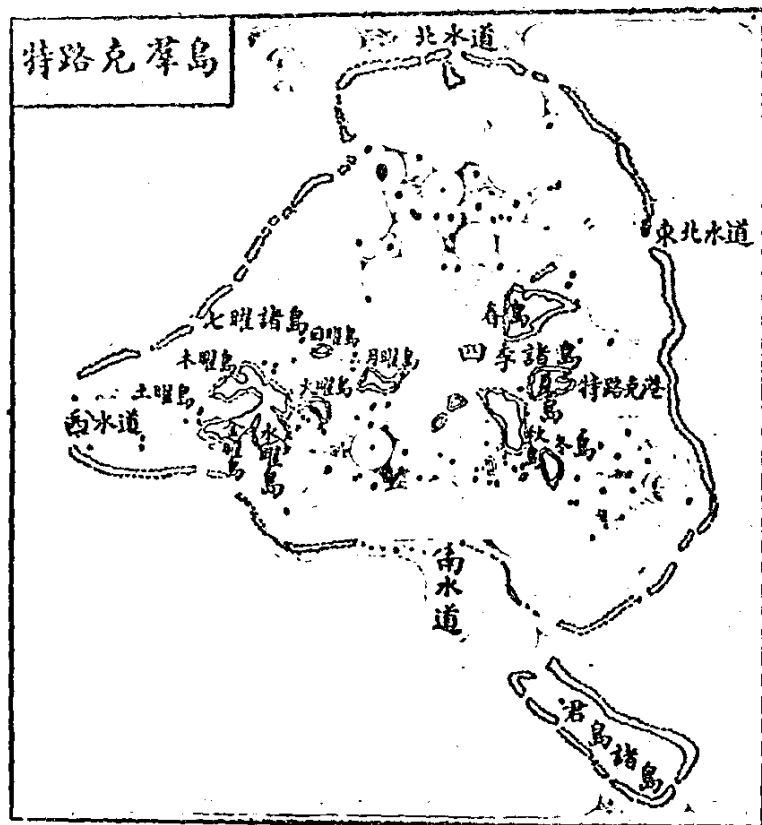 特路克羣島
北水道
東北水道
春島
七曜諸島
日曜島
四季諸島
木曜島
月曜島
土曜島
火曜島
夏島
特路克港
西水道
金曜島
水曜島
秋島
冬島
南水道
君島諸島